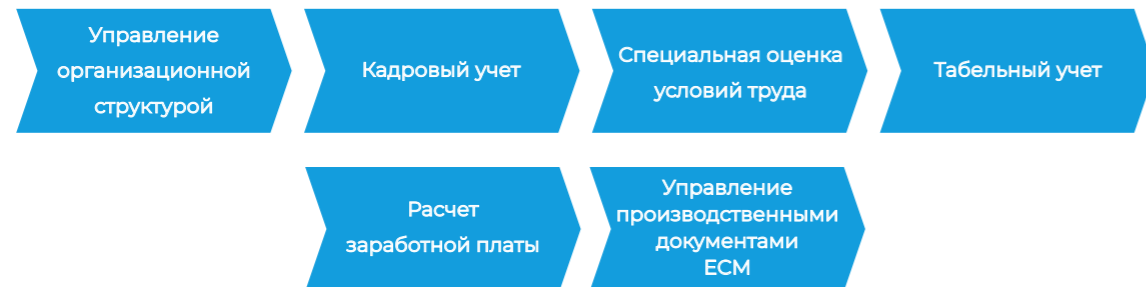 Управление
организационной
структурой
Кадровый учет
Специальная оценка
условий труда
Табельный учет
Расчет
заработной платы
Управление
производственными
документами
ECM